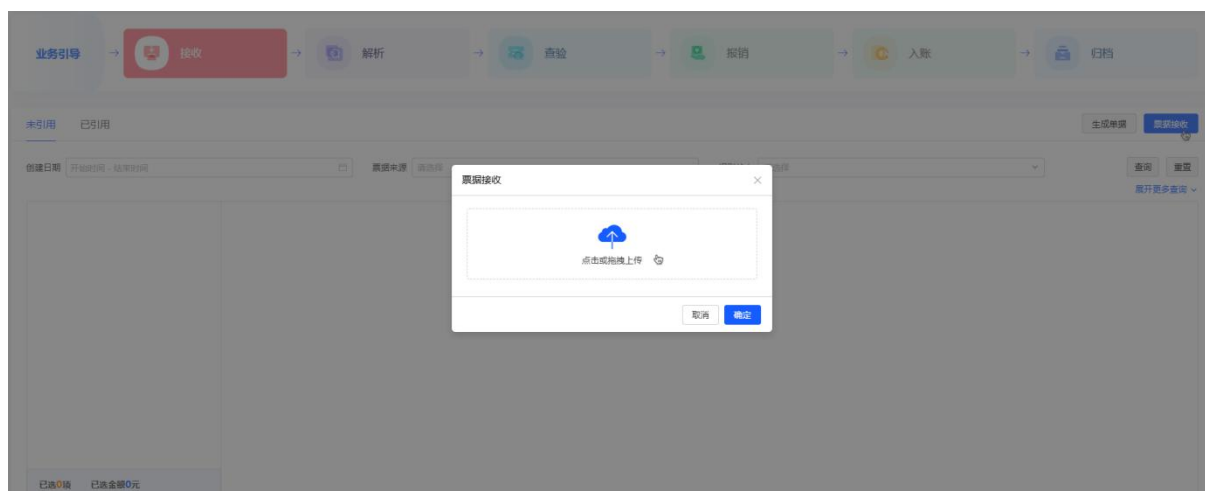 业务引导 → 接收 → 解析 → 查验 → 报销 → 入账 → 归档
未引用 已引用 生成单据 票据接收
创建日期 开始时间 - 结束时间 票据来源 请选择 查询 重置
展开更多查询
票据接收
点击或拖拽上传
取消 确定
已选0项 已选金额0元